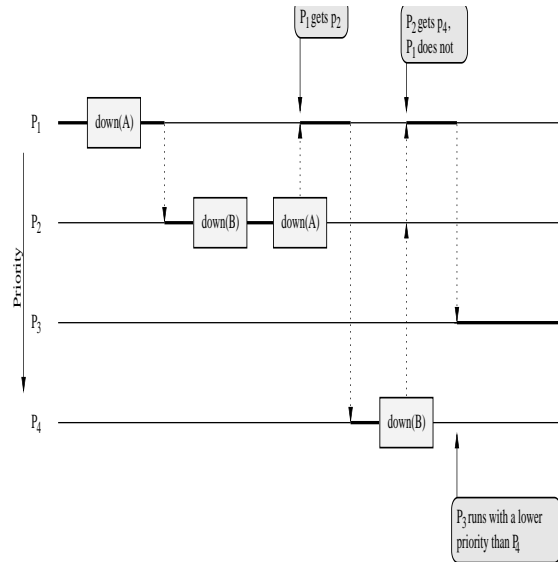 P1 gets p2
P2 gets p4,
P1 does not
P1
down(A)
P2
down(B)
down(A)
Priority
P3
P4
down(B)
P3 runs with a lower
priority than P4